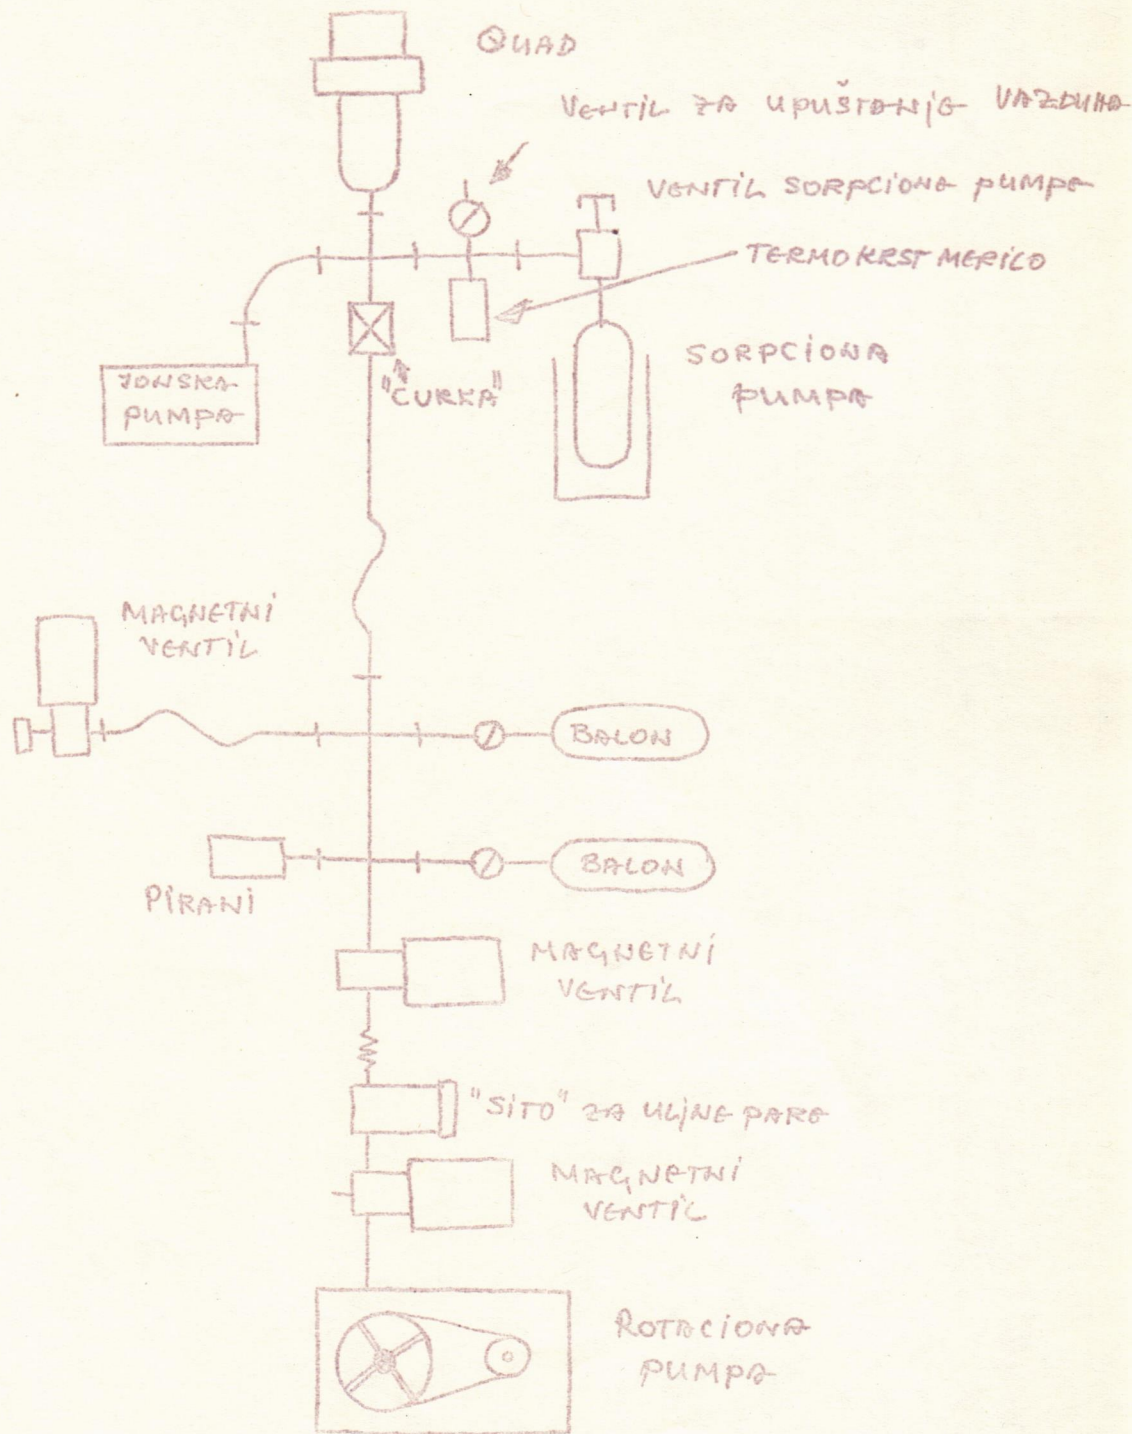 QUAD
VENTIL ZA UPUŠTANJE VAZDUHA
VENTIL SORPCIONE PUMPE
TERMOKRST MERILO
SORPCIONA
PUMPA
JONSKA
PUMPA
"CURKA"
MAGNETNI
VENTIL
BALON
BALON
PIRANI
MAGNETNI
VENTIL
"SITO" ZA ULJNE PARE
MAGNETNI
VENTIL
ROTACIONA
PUMPA